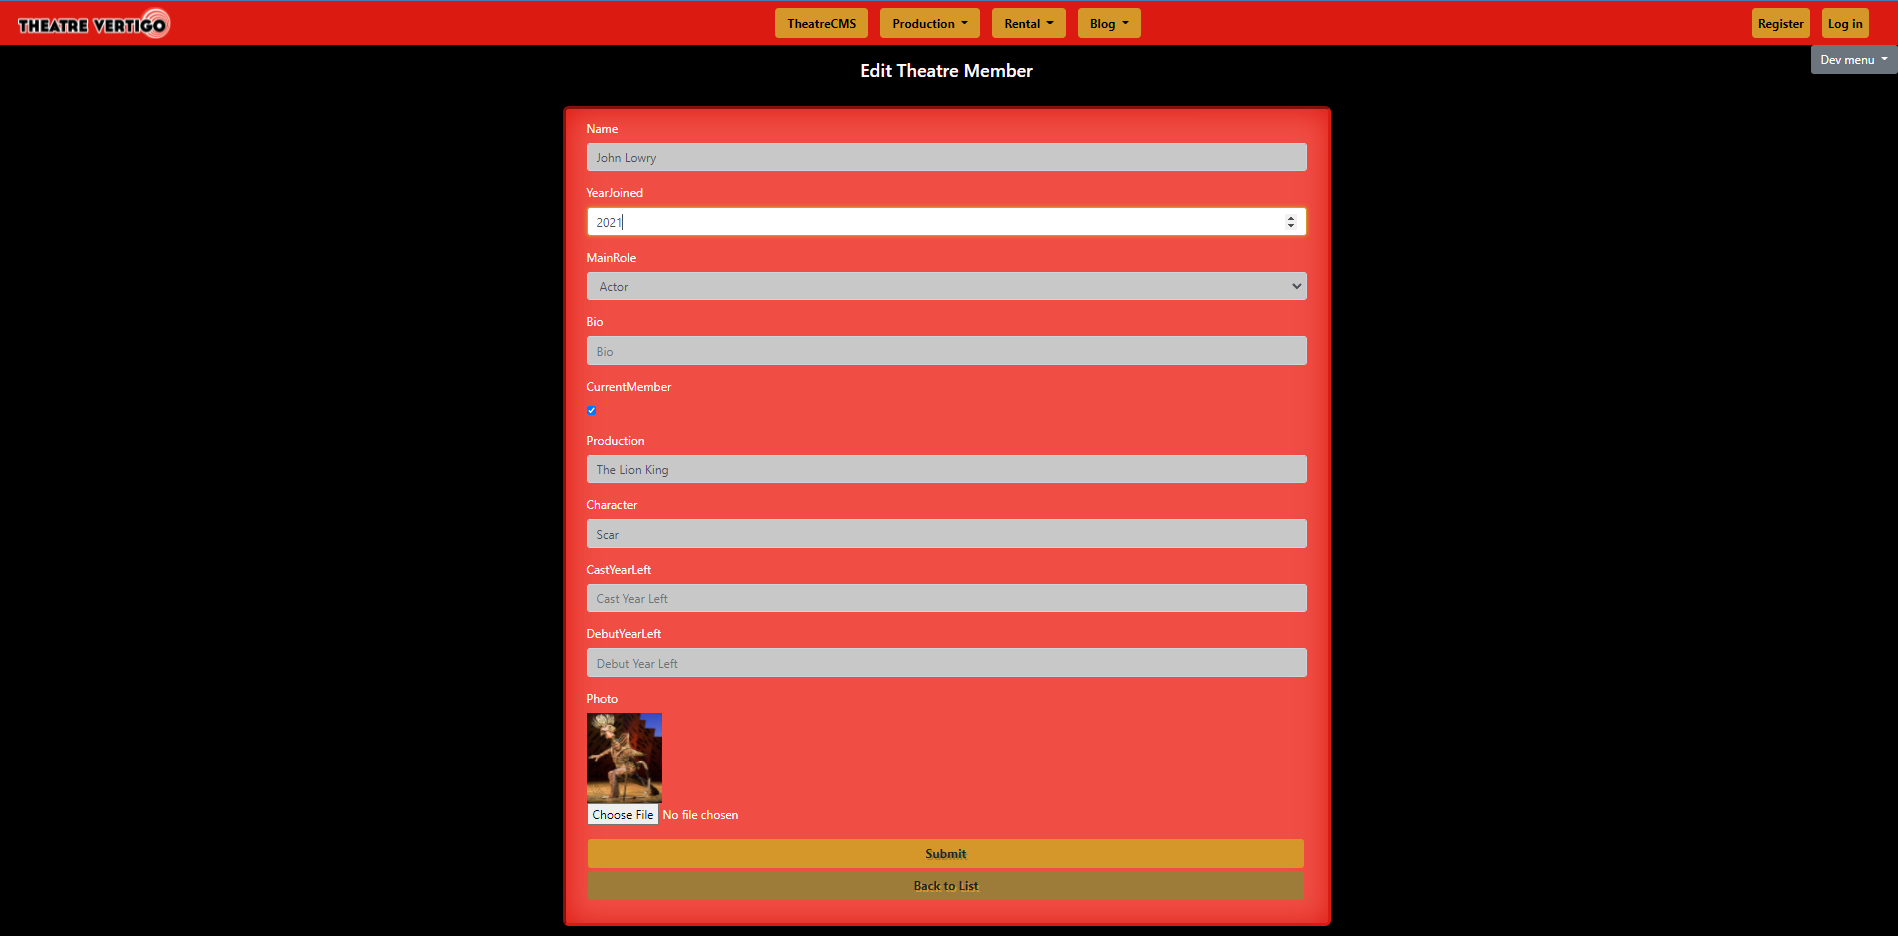 THEATRE VERTIGO
TheatreCMS
Production
Rental
Blog
Register
Log in
Dev menu
Edit Theatre Member
Name
John Lowry
YearJoined
2021
MainRole
Actor
Bio
Bio
CurrentMember
Production
The Lion King
Character
Scar
CastYearLeft
Cast Year Left
DebutYearLeft
Debut Year Left
Photo
Choose File No file chosen
Submit
Back to List